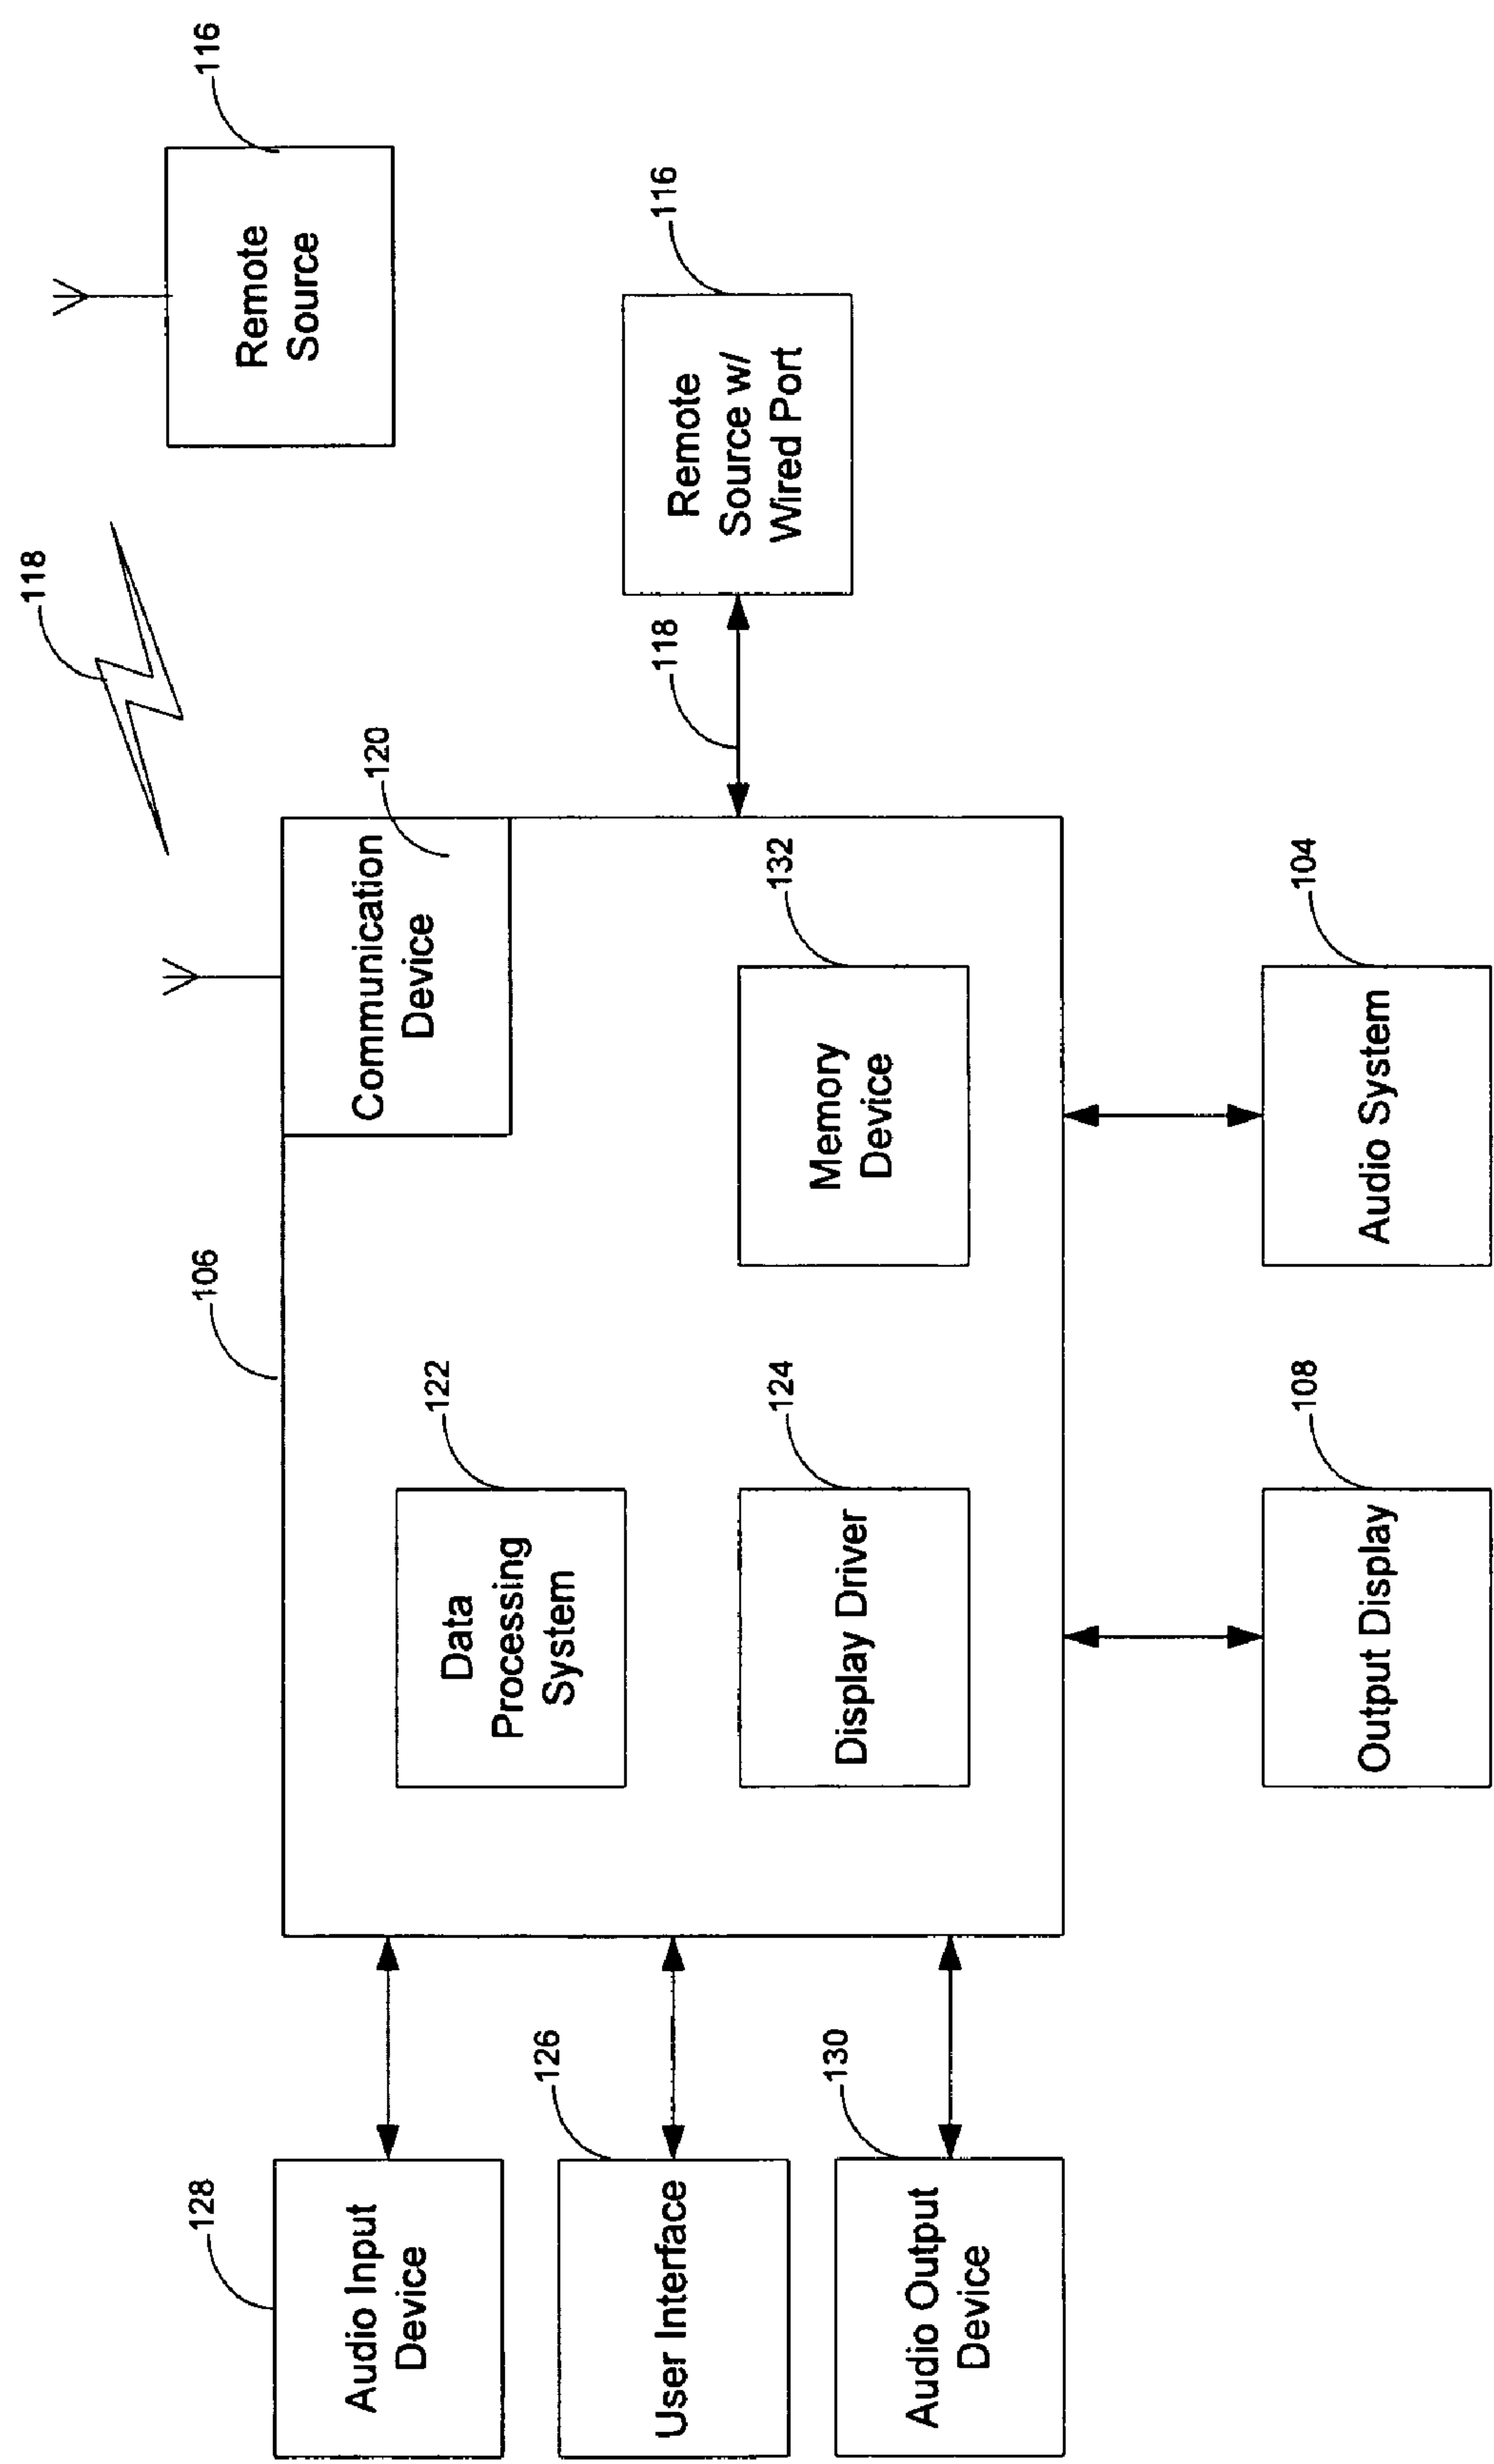 128
Audio Input
Device
126
User Interface
130
Audio Output
Device
106
122
Data
Processing
System
124
Display Driver
120
Communication
Device
132
Memory
Device
108
Output Display
104
Audio System
118
116
Remote
Source
118
116
Remote
Source w/
Wired Port